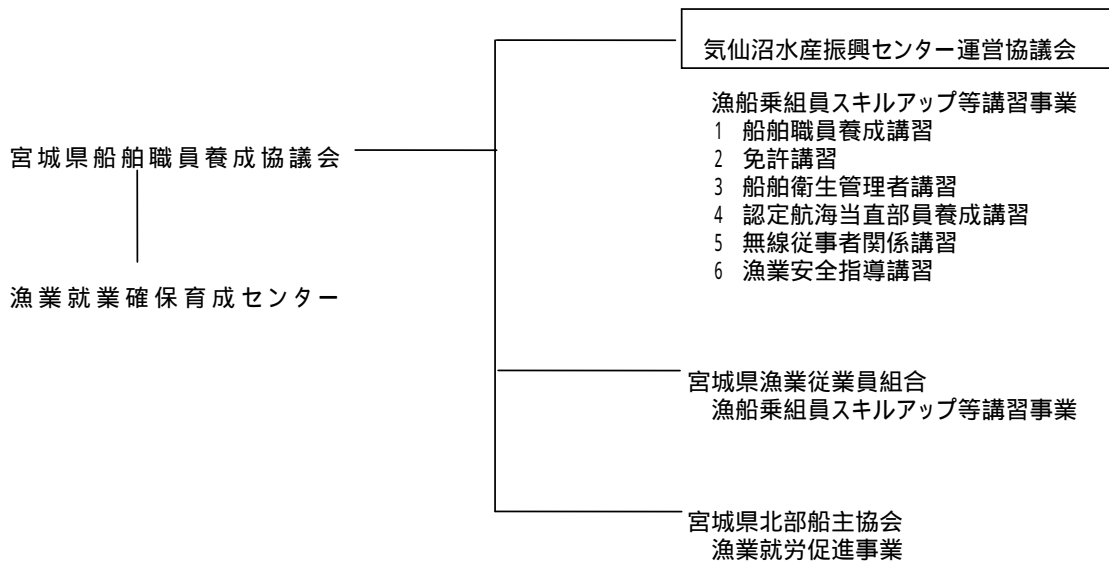 宮城県船舶職員養成協議会
漁業就業確保育成センター
気仙沼水産振興センター運営協議会
漁船乗組員スキルアップ等講習事業
1 船舶職員養成講習
2 免許講習
3 船舶衛生管理者講習
4 認定航海当直部員養成講習
5 無線従事者関係講習
6 漁業安全指導講習
宮城県漁業従業員組合
漁船乗組員スキルアップ等講習事業
宮城県北部船主協会
漁業就労促進事業